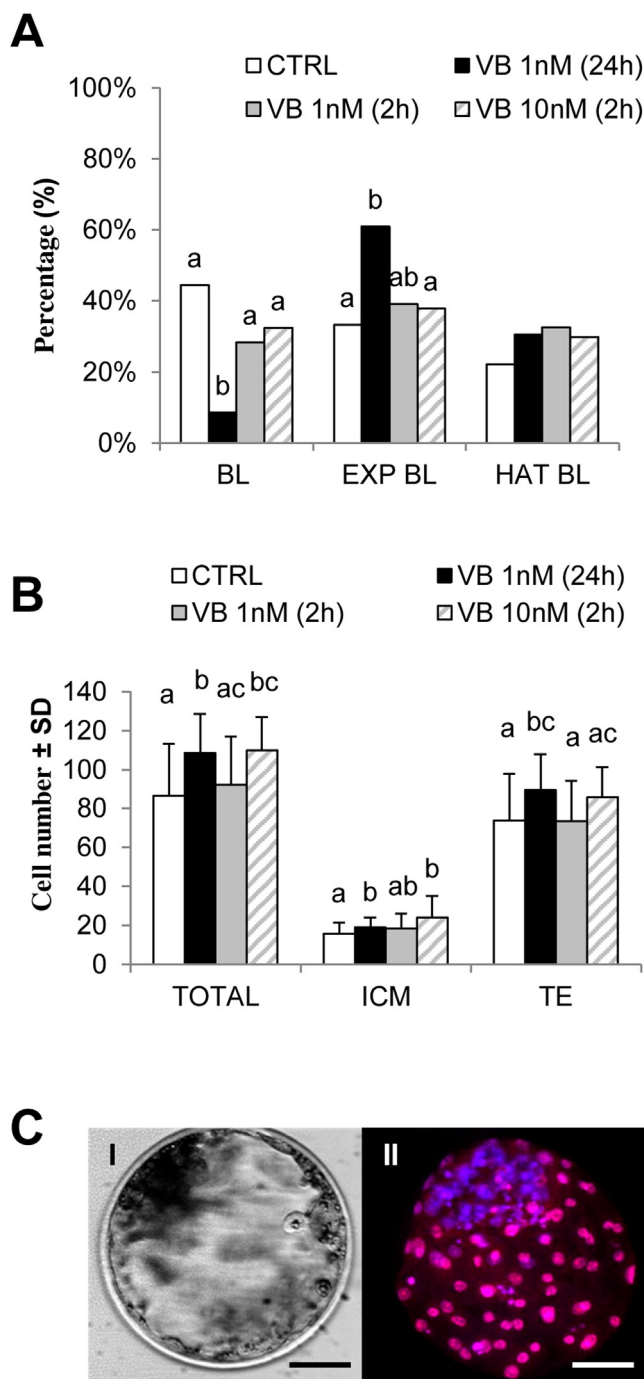 A
CTRL VB 1nM (24h)
VB 1nM (2h) VB 10nM (2h)
100%
80%
60%
40%
20%
0%
Percentage (%)
a b a a
a b ab a
BL EXP BL HAT BL
B
CTRL VB 1nM (24h)
VB 1nM (2h) VB 10nM (2h)
140
120
100
80
60
40
20
0
Cell number ± SD
a b ac bc
a b ab b
a bc a ac
TOTAL ICM TE
C
I II